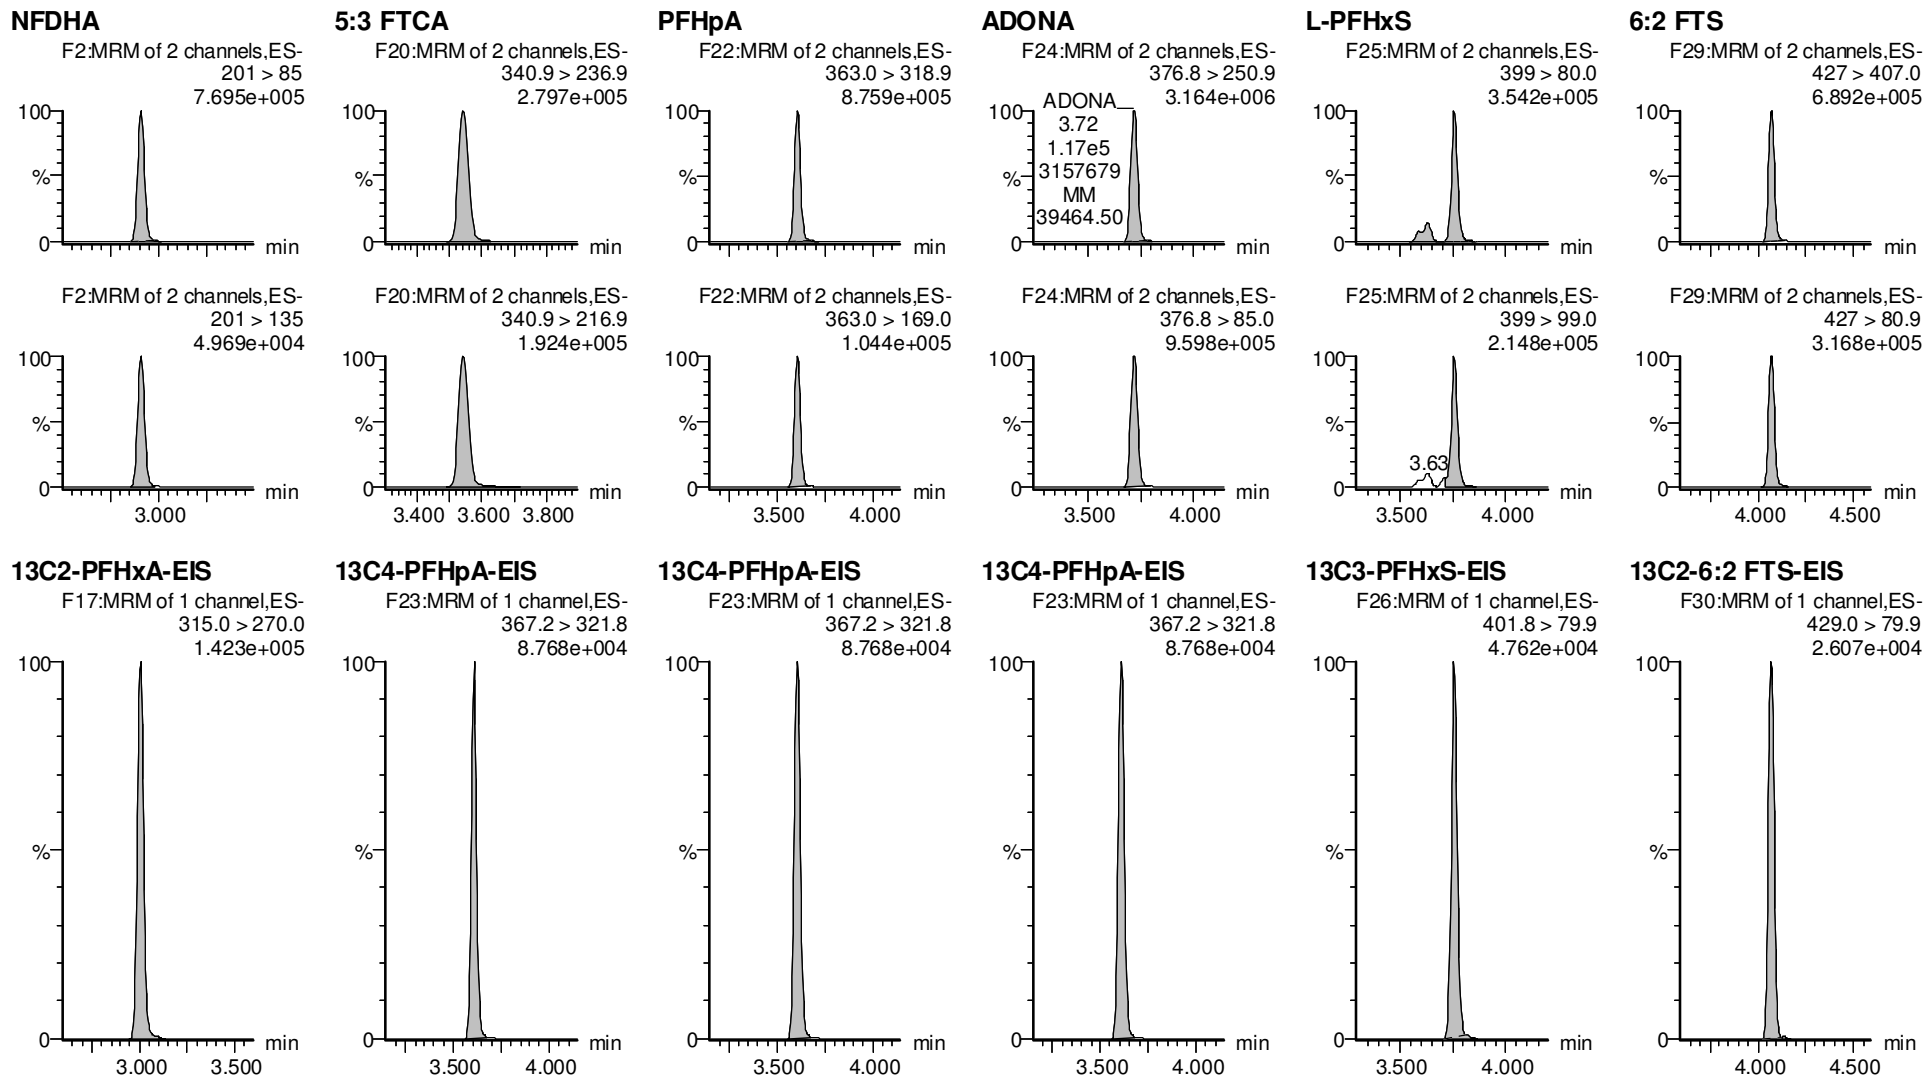 NFDHA
F2:MRM of 2 channels,ES-
201 > 85
7.695e+005
100
%
0
min
F2:MRM of 2 channels,ES-
201 > 135
4.969e+004
100
%
0
min
3.000
13C2-PFHxA-EIS
F17:MRM of 1 channel,ES-
315.0 > 270.0
1.423e+005
100
%
0
min
3.000 3.500
5:3 FTCA
F20:MRM of 2 channels,ES-
340.9 > 236.9
2.797e+005
100
%
0
min
F20:MRM of 2 channels,ES-
340.9 > 216.9
1.924e+005
100
%
0
min
3.400 3.600 3.800
13C4-PFHpA-EIS
F23:MRM of 1 channel,ES-
367.2 > 321.8
8.768e+004
100
%
0
min
3.500 4.000
PFHpA
F22:MRM of 2 channels,ES-
363.0 > 318.9
8.759e+005
100
%
0
min
F22:MRM of 2 channels,ES-
363.0 > 169.0
1.044e+005
100
%
0
min
3.500 4.000
13C4-PFHpA-EIS
F23:MRM of 1 channel,ES-
367.2 > 321.8
8.768e+004
100
%
0
min
3.500 4.000
ADONA
F24:MRM of 2 channels,ES-
376.8 > 250.9
3.164e+006
100
ADONA
3.72
1.17e5
3157679
MM
39464.50
%
0
min
F24:MRM of 2 channels,ES-
376.8 > 85.0
9.598e+005
100
%
0
min
3.500 4.000
13C4-PFHpA-EIS
F23:MRM of 1 channel,ES-
367.2 > 321.8
8.768e+004
100
%
0
min
3.500 4.000
L-PFHxS
F25:MRM of 2 channels,ES-
399 > 80.0
3.542e+005
100
%
0
min
F25:MRM of 2 channels,ES-
399 > 99.0
2.148e+005
100
%
3.63
0
min
3.500 4.000
13C3-PFHxS-EIS
F26:MRM of 1 channel,ES-
401.8 > 79.9
4.762e+004
100
%
0
min
3.500 4.000
6:2 FTS
F29:MRM of 2 channels,ES-
427 > 407.0
6.892e+005
100
%
0
min
F29:MRM of 2 channels,ES-
427 > 80.9
3.168e+005
100
%
0
min
4.000 4.500
13C2-6:2 FTS-EIS
F30:MRM of 1 channel,ES-
429.0 > 79.9
2.607e+004
100
%
0
min
4.000 4.500